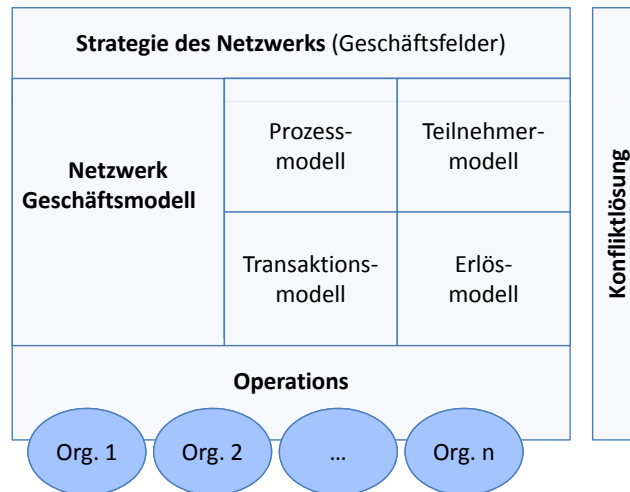 Strategie des Netzwerks (Geschäftsfelder)
Netzwerk
Geschäftsmodell
Prozess-
modell
Teilnehmer-
modell
Transaktions-
modell
Erlös-
modell
Operations
Org. 1
Org. 2
...
Org. n
Konfliktlösung